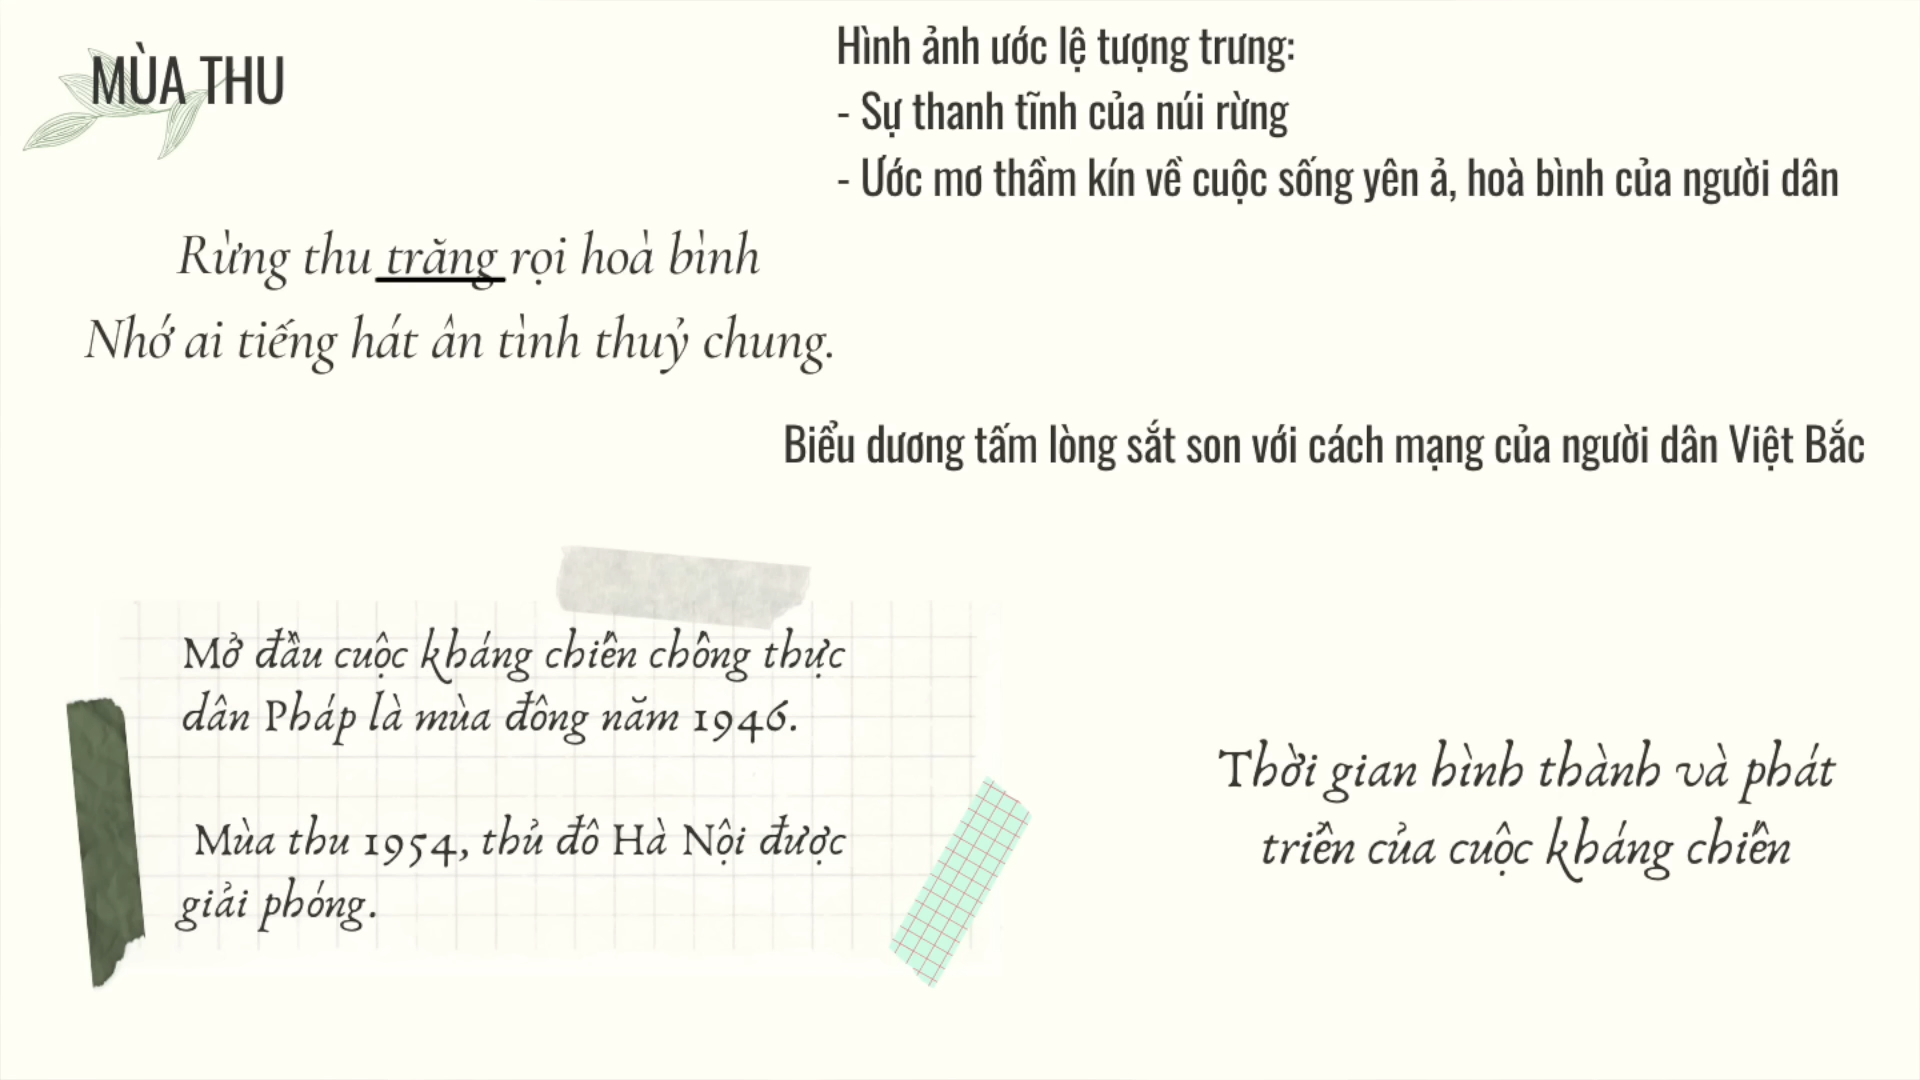 MÙA THU
Hình ảnh ước lệ tượng trưng:
- Sự thanh tĩnh của núi rừng
- Ước mơ thầm kín về cuộc sống yên ả, hoà bình của người dân
Rừng thu trăng rọi hoà bình
Nhớ ai tiếng hát ân tình thuỷ chung.
Biểu dương tấm lòng sắt son với cách mạng của người dân Việt Bắc
Mở đầu cuộc kháng chiến chống thực
dân Pháp là mùa đông năm 1946.
Mùa thu 1954, thủ đô Hà Nội được
giải phóng.
Thời gian hình thành và phát
triển của cuộc kháng chiến